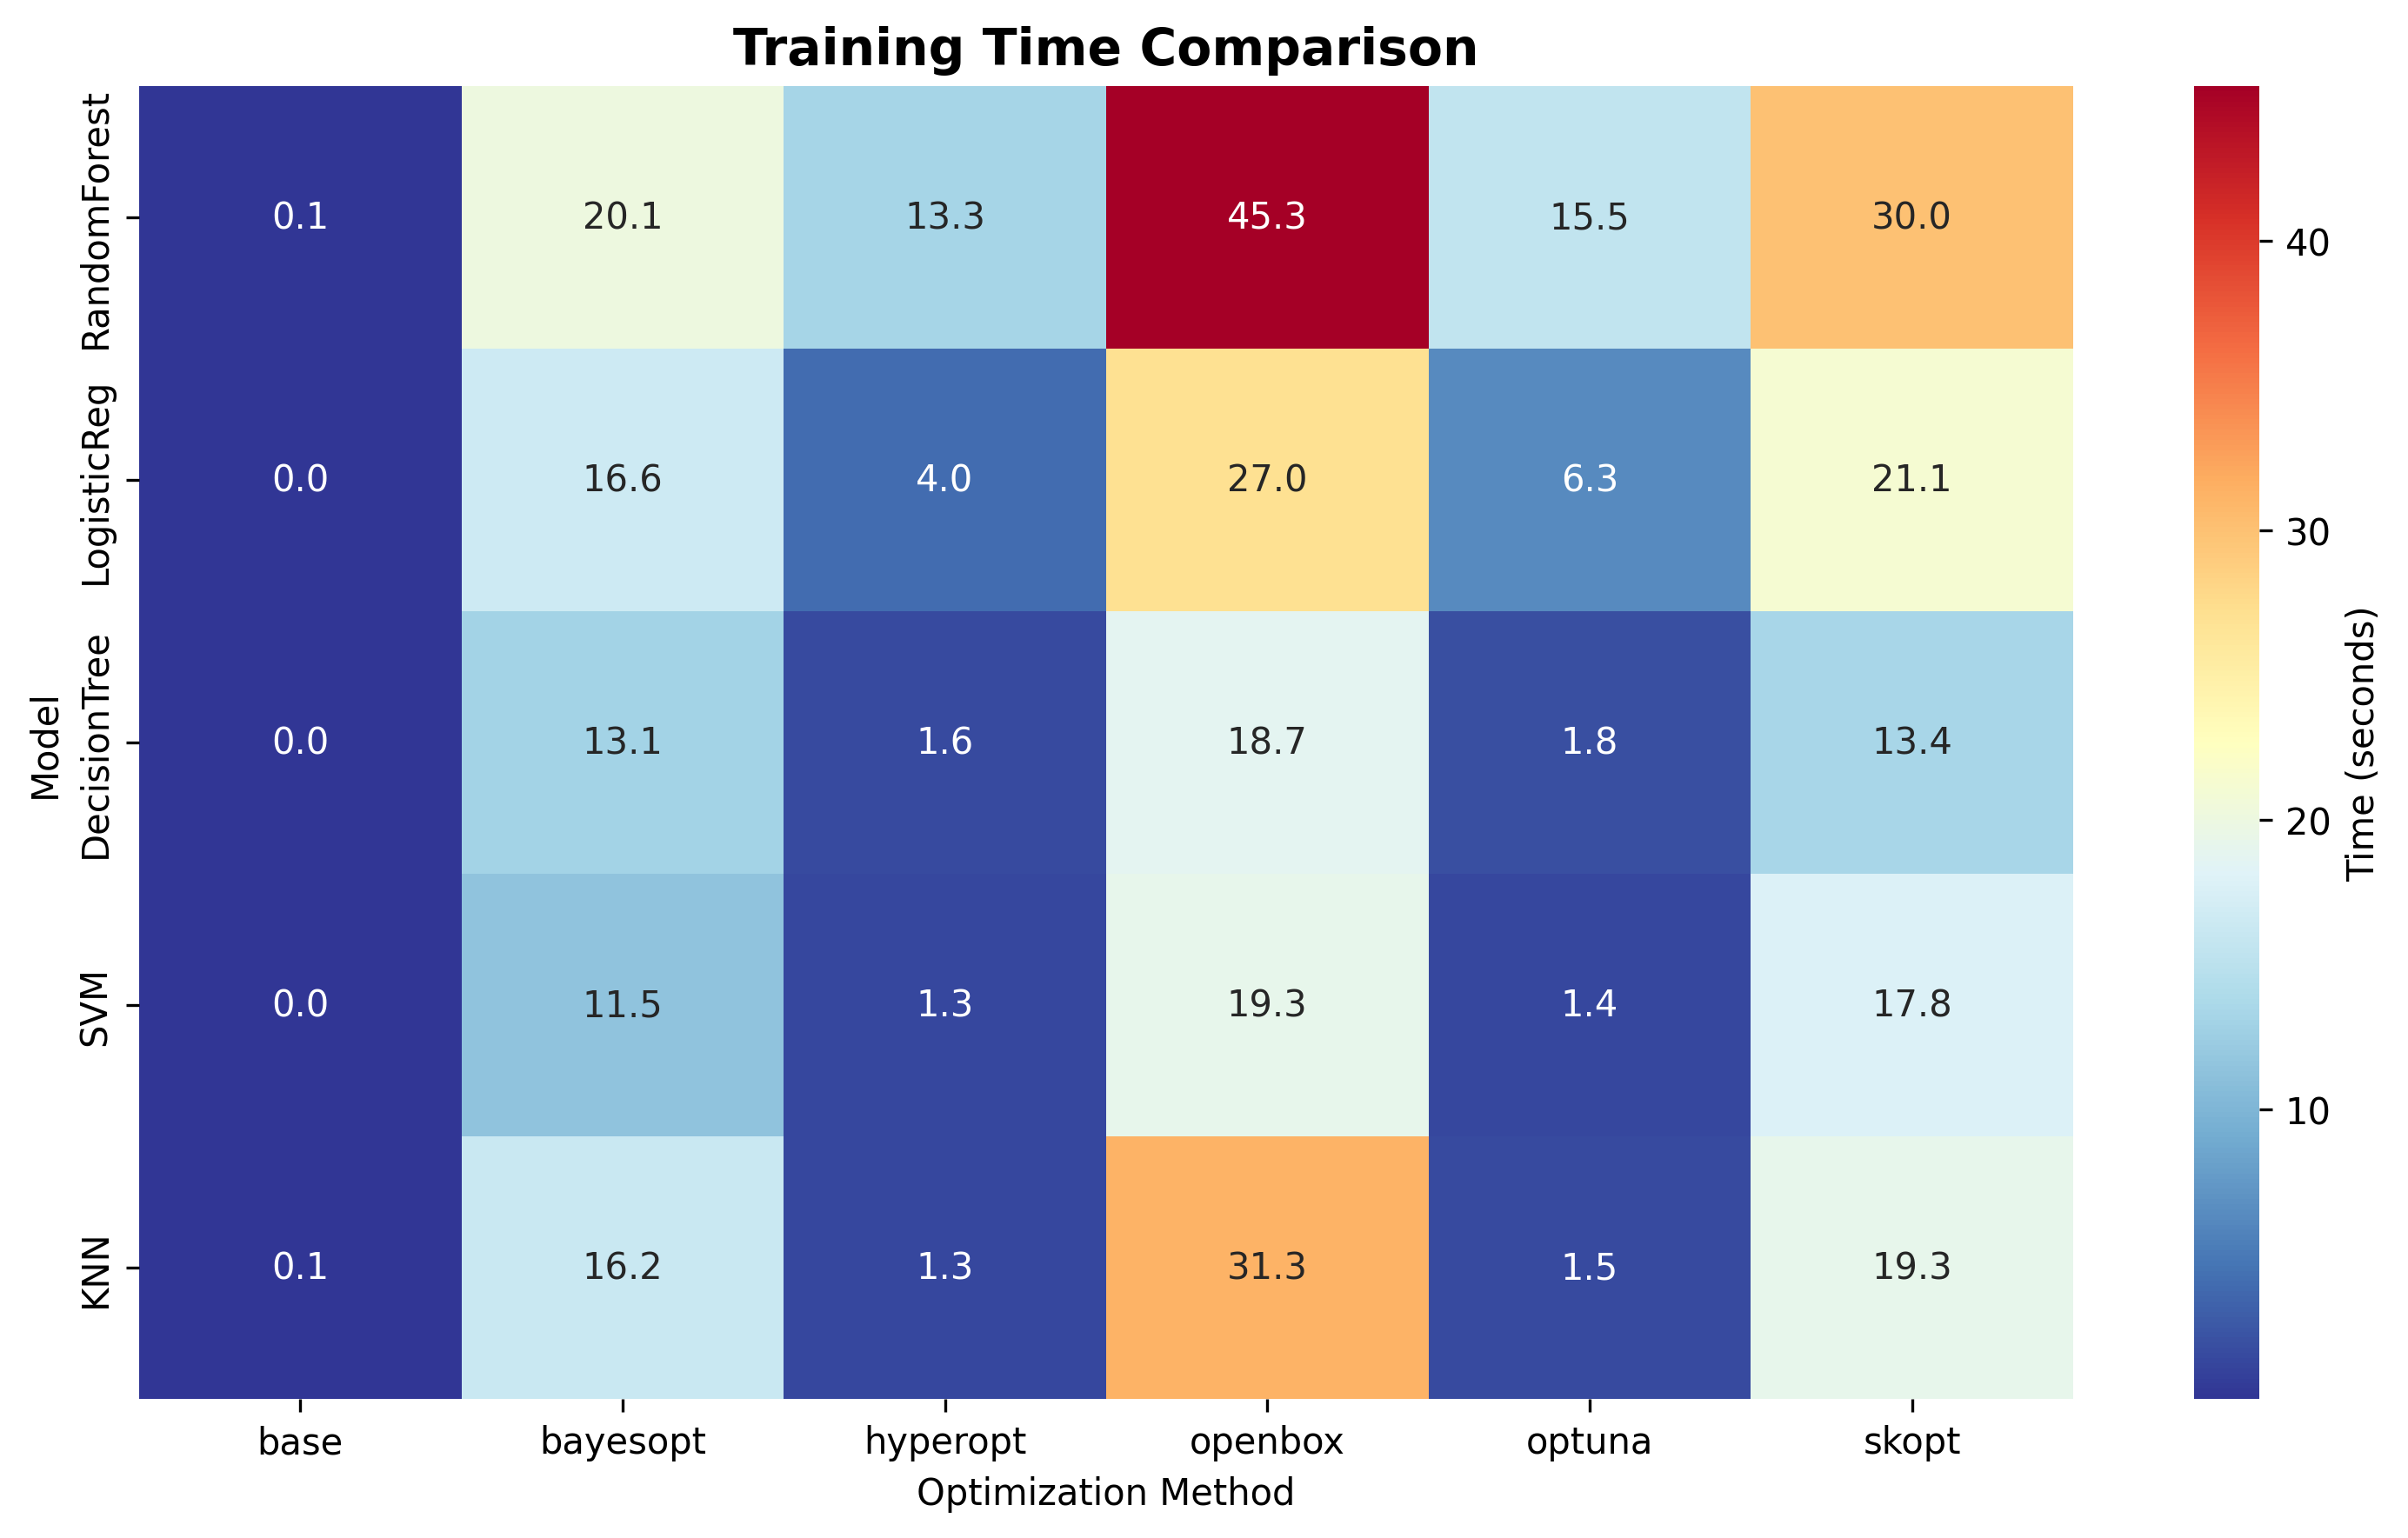 Training Time Comparison
Model
RandomForest 0.1 20.1 13.3 45.3 15.5 30.0
LogisticReg 0.0 16.6 4.0 27.0 6.3 21.1
DecisionTree 0.0 13.1 1.6 18.7 1.8 13.4
SVM 0.0 11.5 1.3 19.3 1.4 17.8
KNN 0.1 16.2 1.3 31.3 1.5 19.3
base bayesopt hyperopt openbox optuna skopt
Optimization Method
40
30
20
10
Time (seconds)